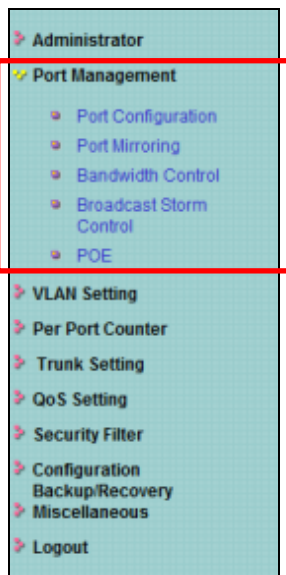 Administrator
Port Management
Port Configuration
Port Mirroring
Bandwidth Control
Broadcast Storm
Control
POE
VLAN Setting
Per Port Counter
Trunk Setting
QoS Setting
Security Filter
Configuration
Backup/Recovery
Miscellaneous
Logout